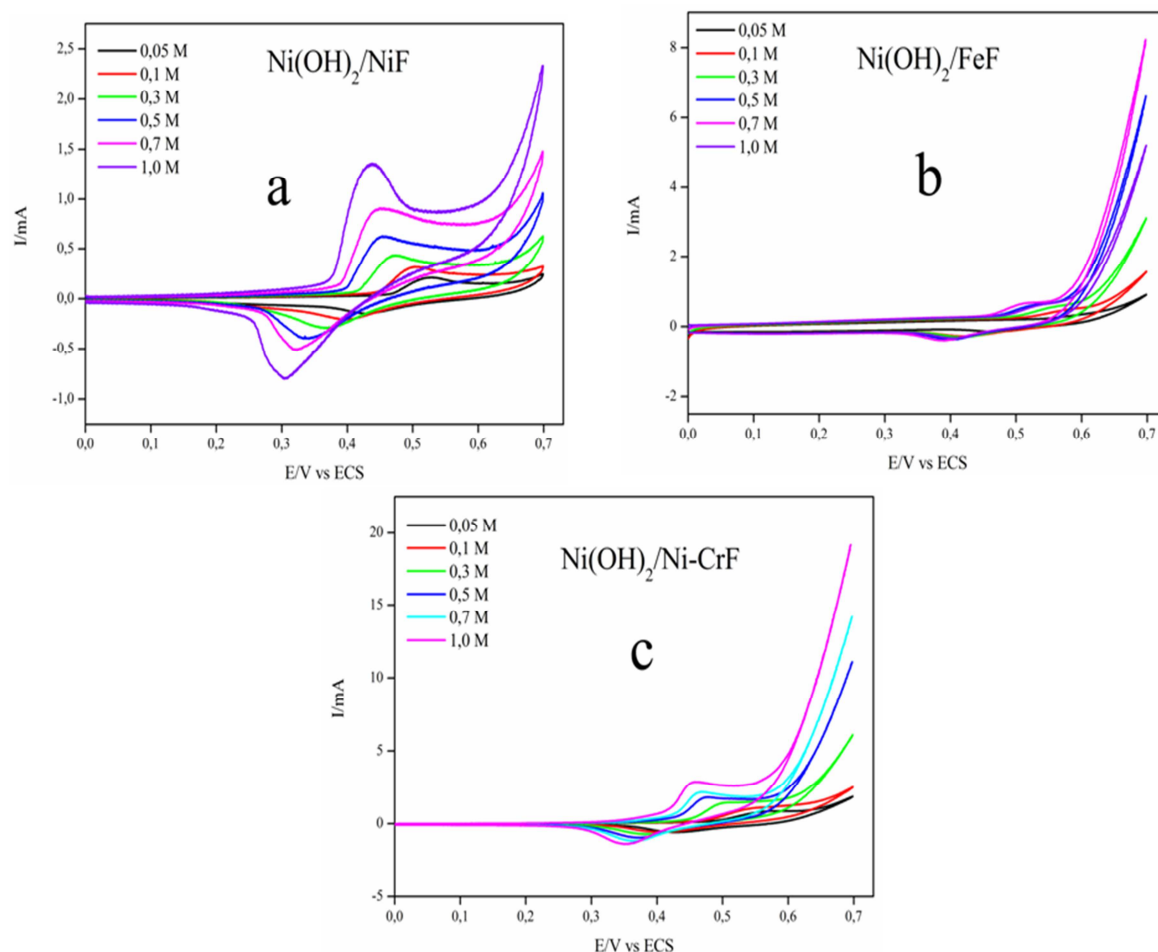 0,05 M
0,1 M
0,3 M
0,5 M
0,7 M
1,0 M
Ni(OH)₂/NiF
a
2,5
2,0
1,5
1,0
0,5
0,0
-0,5
-1,0
I/mA
0,0 0,1 0,2 0,3 0,4 0,5 0,6 0,7
E/V vs ECS
0,05 M
0,1 M
0,3 M
0,5 M
0,7 M
1,0 M
Ni(OH)₂/FeF
b
8
6
4
2
0
-2
I/mA
0,0 0,1 0,2 0,3 0,4 0,5 0,6 0,7
E/V vs ECS
0,05 M
0,1 M
0,3 M
0,5 M
0,7 M
1,0 M
Ni(OH)₂/Ni-CrF
c
20
15
10
5
0
-5
I/mA
0,0 0,1 0,2 0,3 0,4 0,5 0,6 0,7
E/V vs ECS